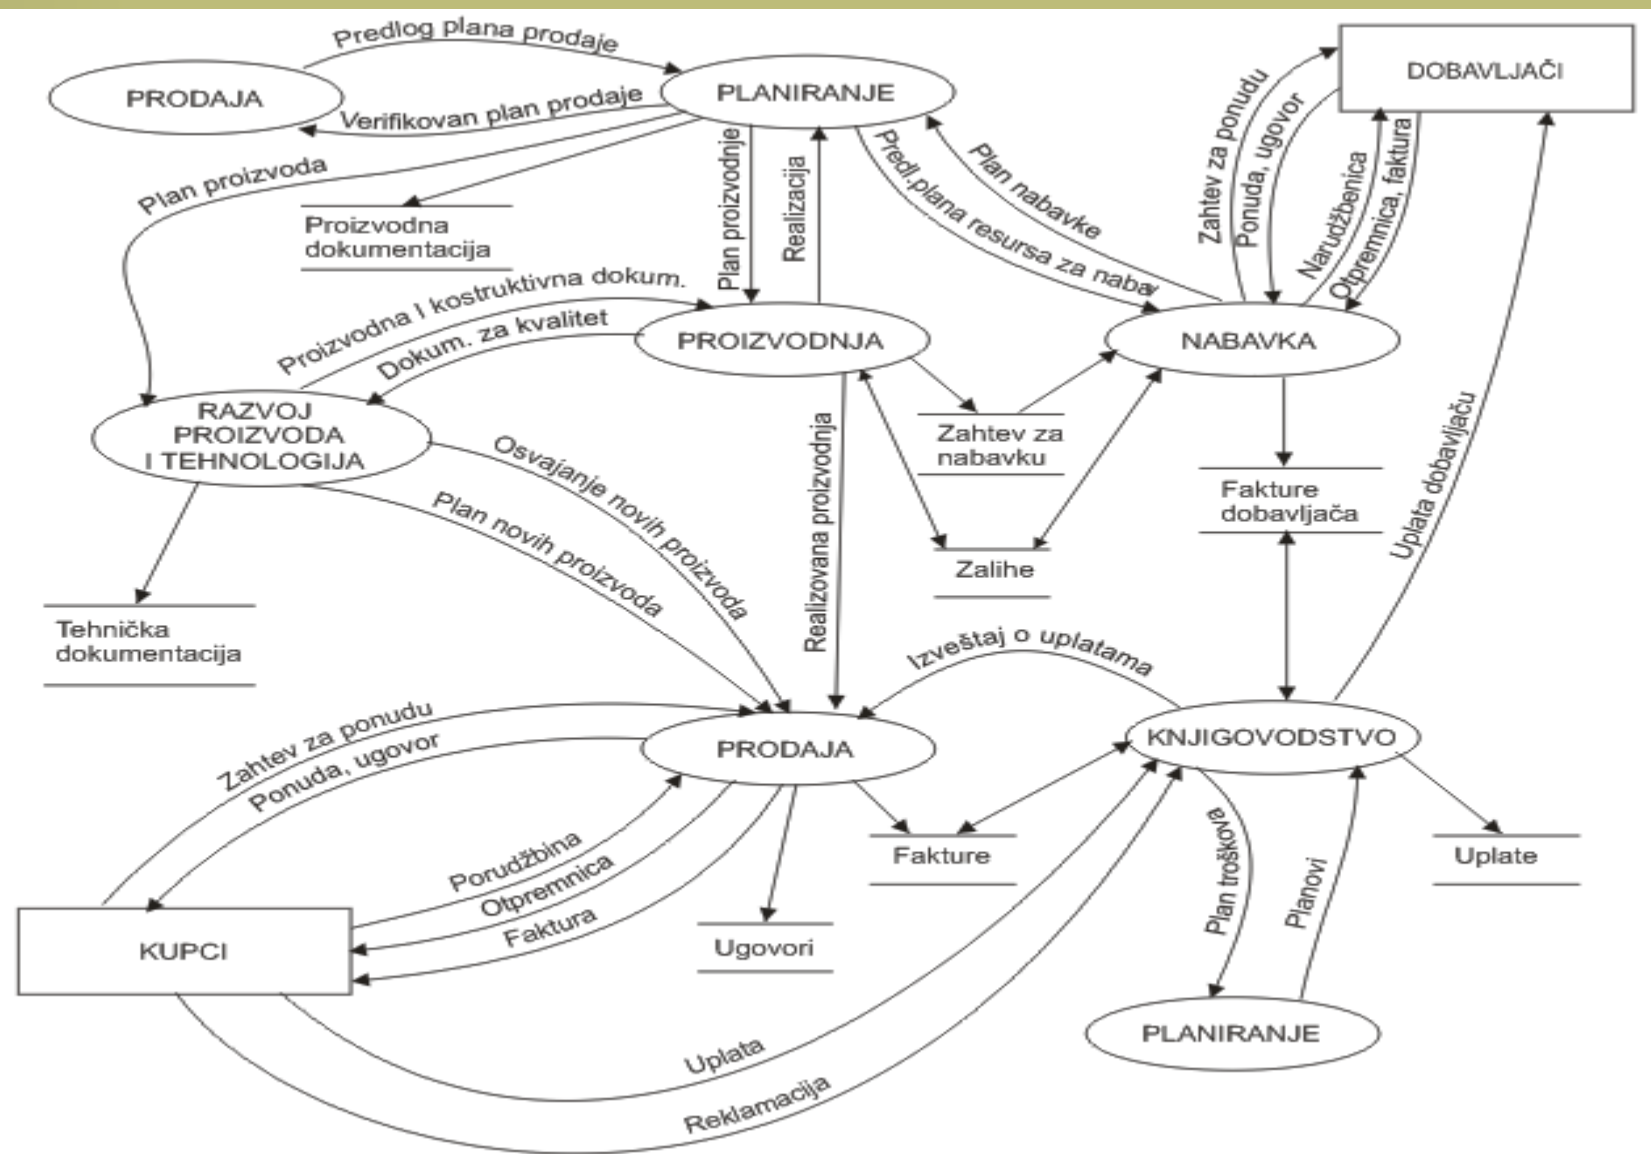 Predlog plana prodaje
PRODAJA
PLANIRANJE
DOBAVLJAČI
Verifikovan plan prodaje
Plan proizvoda
Proizvodna
dokumentacija
Plan proizvodnje
Realizacija
Predl.plana resursa za nabav
Plan nabavke
Zahtev za ponudu
Ponuda, ugovor
Narudžbenica
Otpremnica, faktura
Proizvodna I kostruktivna dokum.
Dokum. za kvalitet
PROIZVODNJA
NABAVKA
RAZVOJ
PROIZVODA
I TEHNOLOGIJA
Osvajanje novih proizvoda
Plan novih proizvoda
Realizovana proizvodnja
Zahtev za
nabavku
Fakture
dobavljača
Uplata dobavljaču
Zalihe
Tehnička
dokumentacija
Izveštaj o uplatama
Zahtev za ponudu
Ponuda, ugovor
PRODAJA
KNJIGOVODSTVO
Porudžbina
Otpremnica
Faktura
Fakture
Plan troškova
Planovi
Uplate
KUPCI
Ugovori
PLANIRANJE
Uplata
Reklamacija